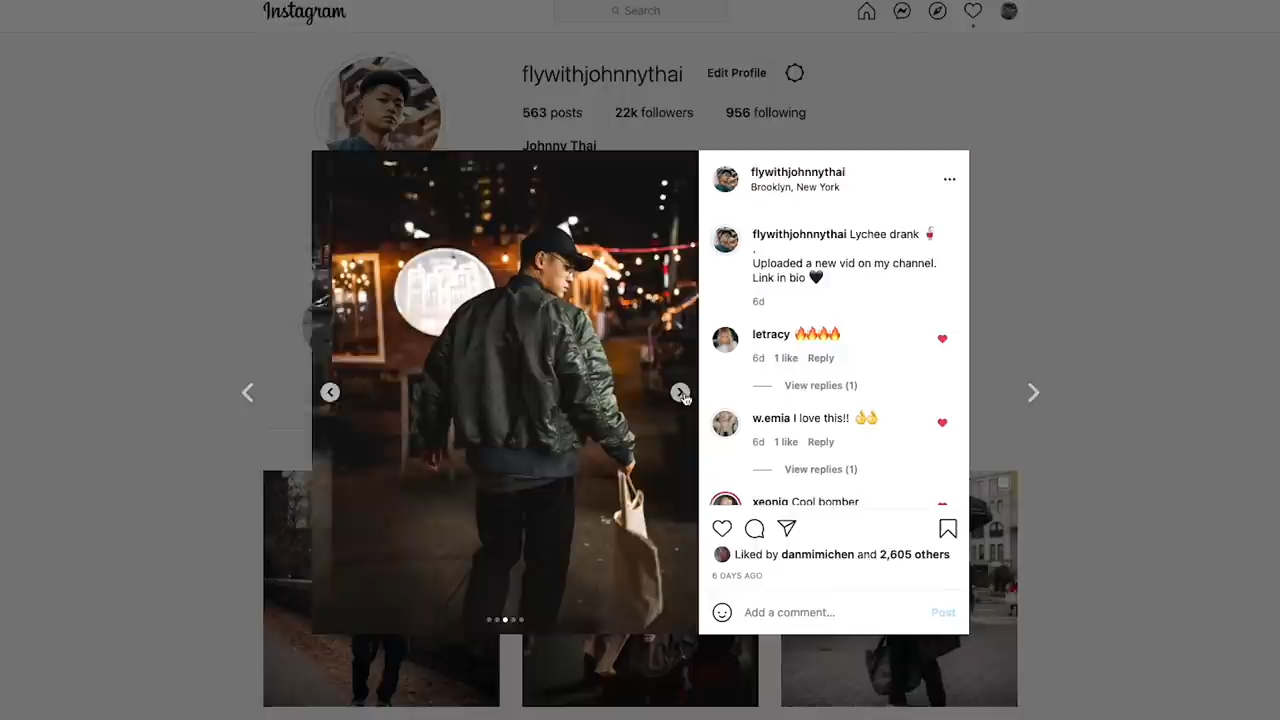 Instagram
Search
flywithjohnnythai Edit Profile
563 posts 22k followers 956 following
Johnny Thai
flywithjohnnythai
Brooklyn, New York
flywithjohnnythai Lychee drank
.
Uploaded a new vid on my channel.
Link in bio 🖤
6d
letracy 🔥🔥🔥🔥
6d 1 like Reply
View replies (1)
w.emia I love this!! 👌👌
6d 1 like Reply
View replies (1)
xeonig Cool bomber
Liked by danmimichen and 2,605 others
6 DAYS AGO
Add a comment... Post